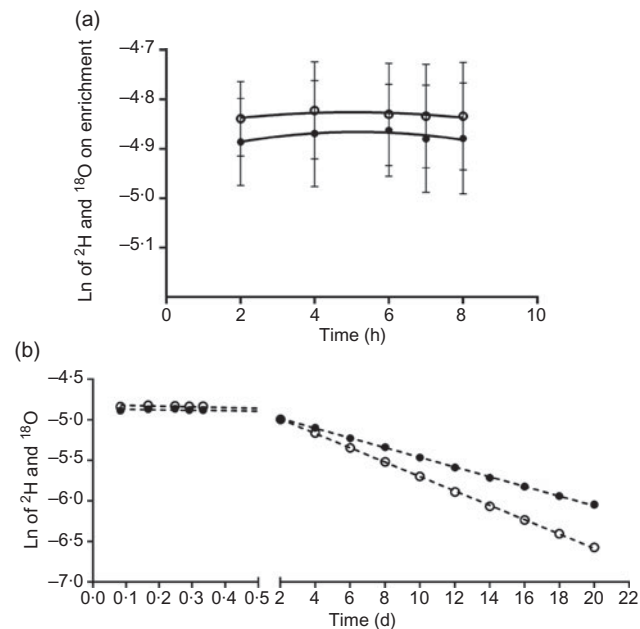 (a)
–4·7
–4·8
–4·9
–5·0
–5·1
Ln of ²H and ¹⁸O on enrichment
0 2 4 6 8 10
Time (h)
(b)
–4·5
–5·0
–5·5
–6·0
–6·5
–7·0
Ln of ²H and ¹⁸O
0·0 0·1 0·2 0·3 0·4 0·5 2 4 6 8 10 12 14 16 18 20 22
Time (d)